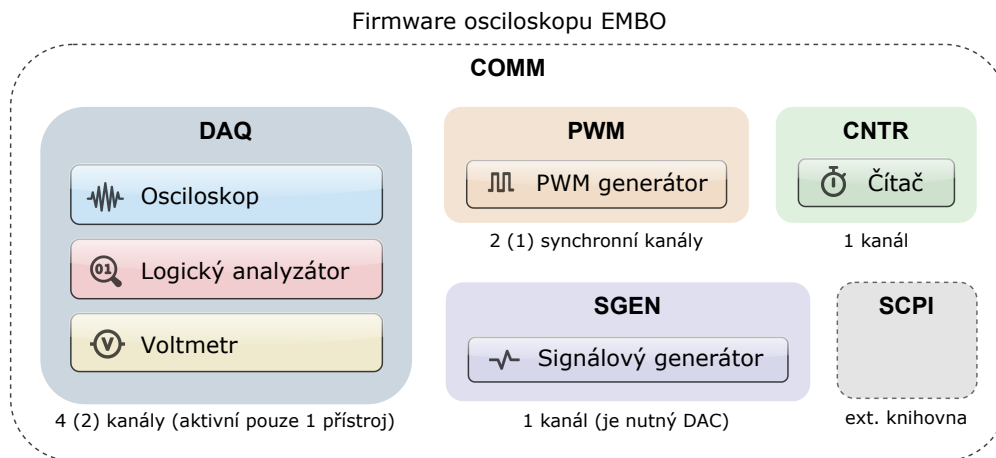 Firmware osciloskopu EMBO
COMM
DAQ
Osciloskop
01
Logický analyzátor
V
Voltmetr
4 (2) kanály (aktivní pouze 1 přístroj)
PWM
PWM generátor
2 (1) synchronní kanály
CNTR
Čítač
1 kanál
SGEN
Signálový generátor
1 kanál (je nutný DAC)
SCPI
ext. knihovna